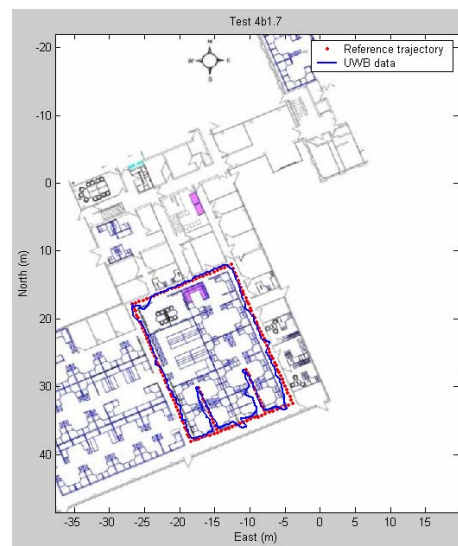 Test 4b1.7
Reference trajectory
UWB data
N
W
E
S
North (m)
-20
-10
0
10
20
30
40
-35 -30 -25 -20 -15 -10 -5 0 5 10 15
East (m)